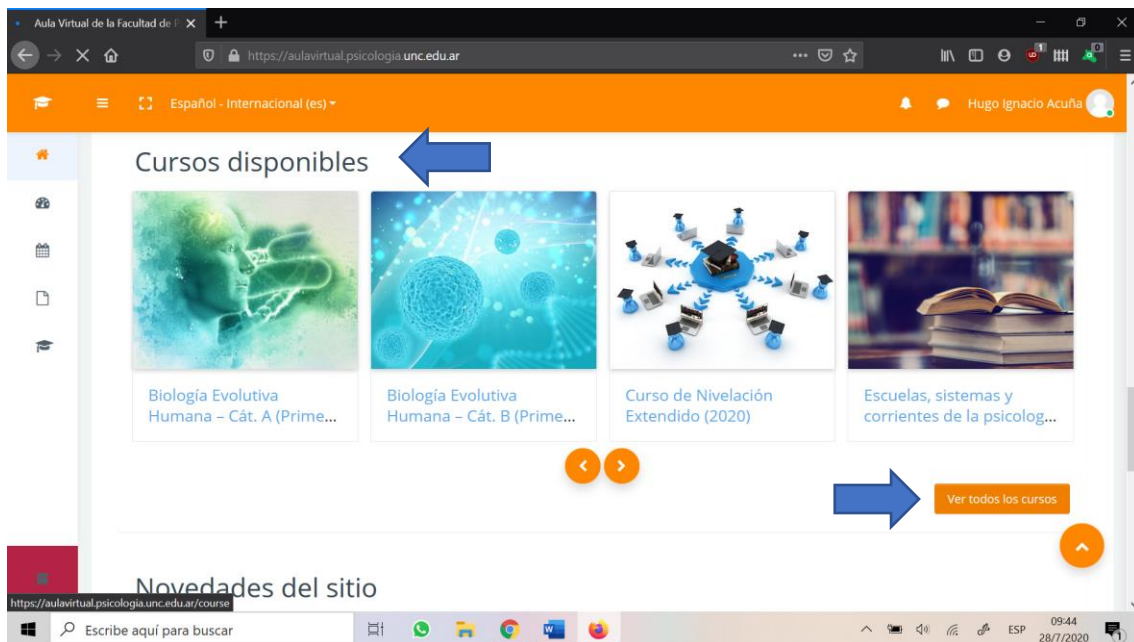 Aula Virtual de la Facultad de P
https://aulavirtual.psicologia.unc.edu.ar
Español - Internacional (es)
Hugo Ignacio Acuña
Cursos disponibles
Biología Evolutiva
Humana – Cát. A (Prime...
Biología Evolutiva
Humana – Cát. B (Prime...
Curso de Nivelación
Extendido (2020)
Escuelas, sistemas y
corrientes de la psicolog...
Ver todos los cursos
Novedades del sitio
https://aulavirtual.psicologia.unc.edu.ar/course
Escribe aquí para buscar
ESP
09:44
28/7/2020